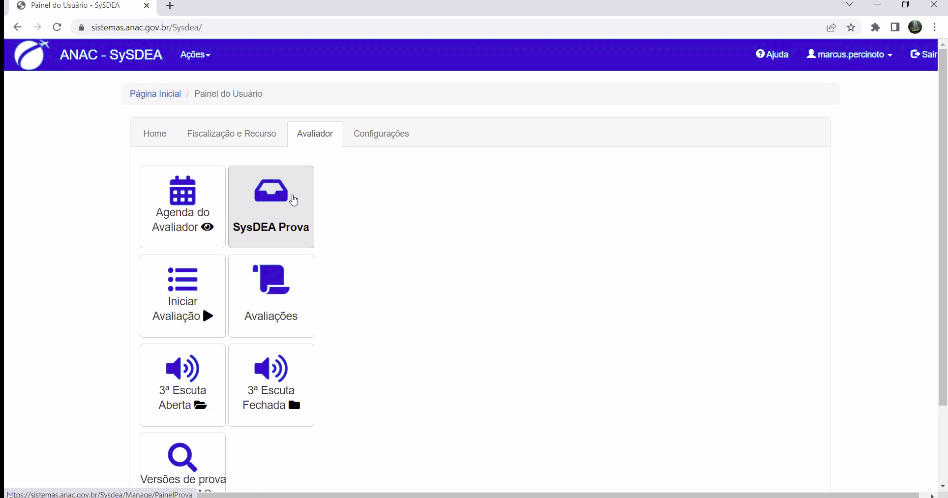 Painel do Usuário - SySDEA
sistemas.anac.gov.br/Sysdea/
ANAC - SySDEA
Ações
Ajuda
marcus.percinoto
Sair
Página Inicial / Painel do Usuário
Home
Fiscalização e Recurso
Avaliador
Configurações
Agenda do
Avaliador
SysDEA Prova
Iniciar
Avaliação
Avaliações
3ª Escuta
Aberta
3ª Escuta
Fechada
Versões de prova
https://sistemas.anac.gov.br/Sysdea/Manage/PainelProva